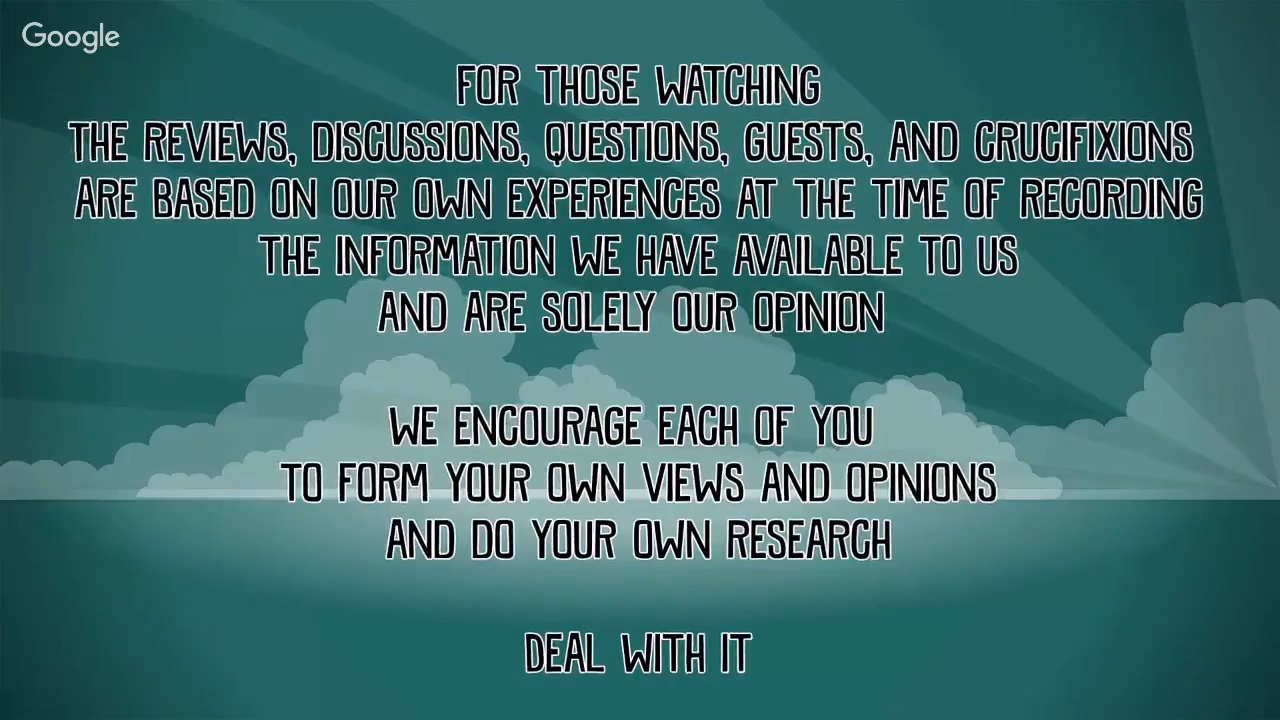 Google
FOR THOSE WATCHING
THE REVIEWS, DISCUSSIONS, QUESTIONS, GUESTS, AND CRUCIFIXIONS
ARE BASED ON OUR OWN EXPERIENCES AT THE TIME OF RECORDING
THE INFORMATION WE HAVE AVAILABLE TO US
AND ARE SOLELY OUR OPINION
WE ENCOURAGE EACH OF YOU
TO FORM YOUR OWN VIEWS AND OPINIONS
AND DO YOUR OWN RESEARCH
DEAL WITH IT